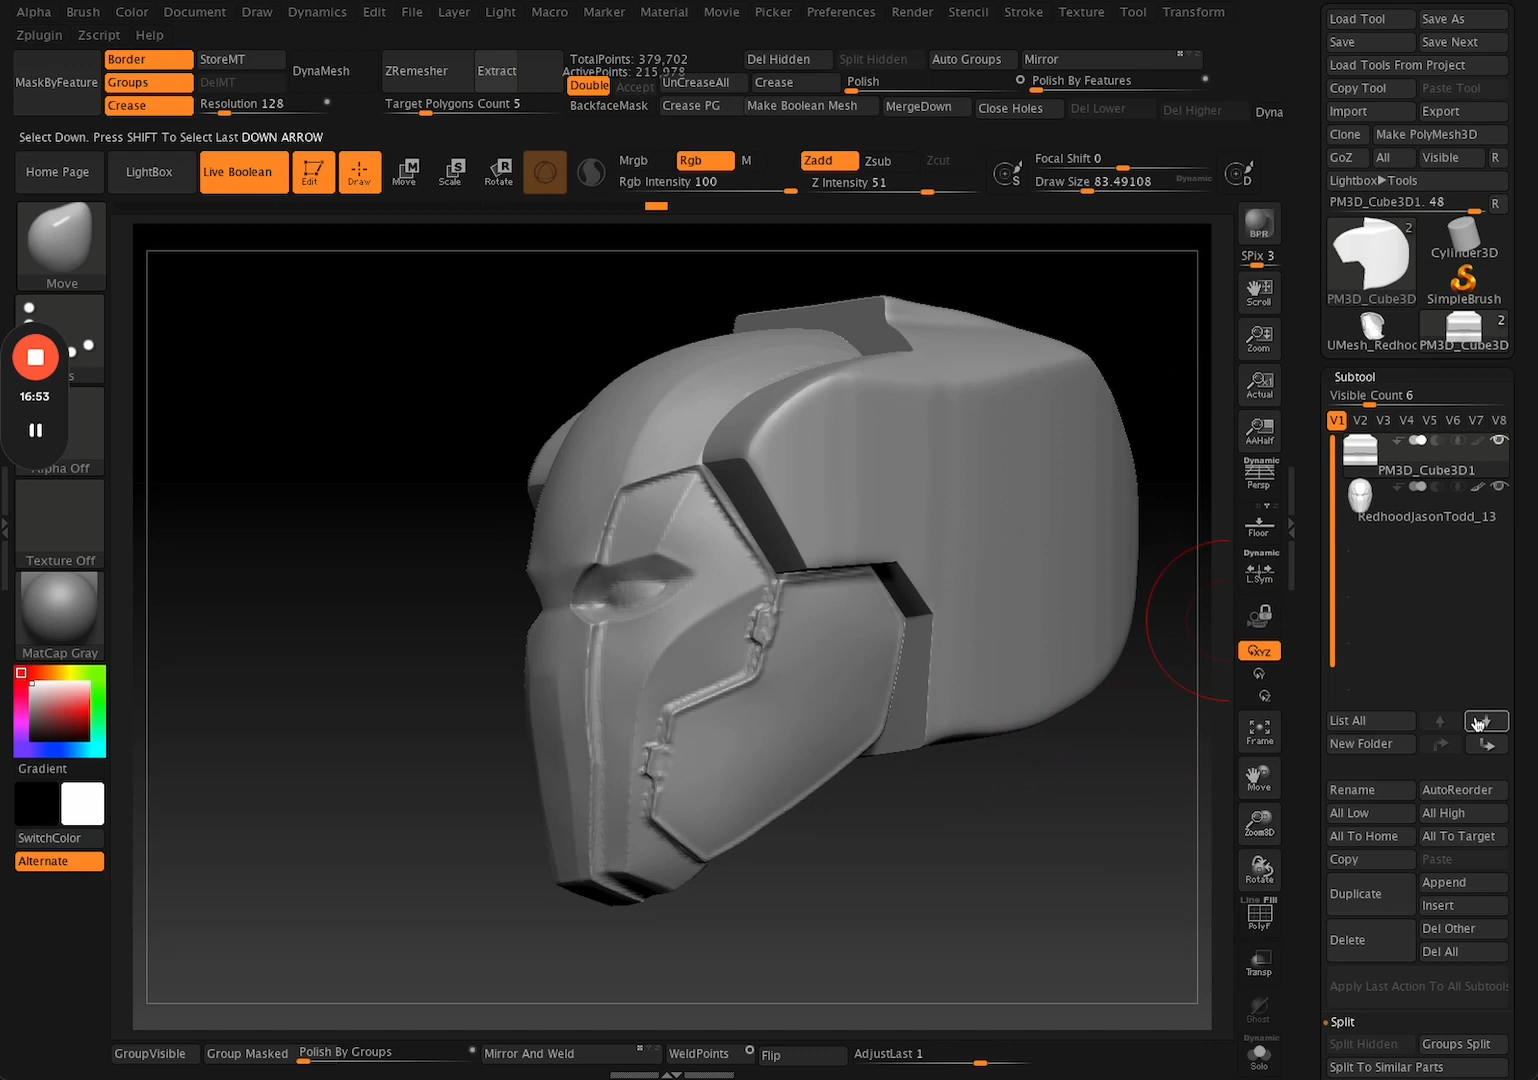 Alpha Brush Color Document Draw Dynamics Edit File Layer Light Macro Marker Material Movie Picker Preferences Render Stencil Stroke Texture Tool Transform
Zplugin Zscript Help
MaskByFeature
Border
Groups
Crease
StoreMT
DelMT
Resolution 128
DynaMesh
ZRemesher
Extract
Target Polygons Count 5
TotalPoints: 379,702
ActivePoints: 215,978
Double
Accept
BackfaceMask
Del Hidden
Split Hidden
Auto Groups
Mirror
UnCreaseAll
Crease
Polish
Polish By Features
Crease PG
Make Boolean Mesh
MergeDown
Close Holes
Del Lower
Del Higher
Dyna
Select Down. Press SHIFT To Select Last DOWN ARROW
Home Page
LightBox
Live Boolean
Edit
Draw
Move
Scale
Rotate
Mrgb
Rgb
M
Rgb Intensity 100
Zadd
Zsub
Zcut
Z Intensity 51
S
Focal Shift 0
Draw Size 83.49108
Dynamic
D
Move
s
16:53
Alpha Off
Texture Off
MatCap Gray
Gradient
SwitchColor
Alternate
BPR
SPix 3
Scroll
Zoom
Actual
AAHalf
Dynamic
Persp
Floor
Dynamic
L.Sym
XYZ
Frame
Move
Zoom3D
Rotate
Line Fill
PolyF
Transp
Ghost
Dynamic
Solo
Load Tool
Save As
Save
Save Next
Load Tools From Project
Copy Tool
Paste Tool
Import
Export
Clone
Make PolyMesh3D
GoZ
All
Visible
R
Lightbox▶Tools
PM3D_Cube3D1. 48
R
2
PM3D_Cube3D
Cylinder3D
SimpleBrush
UMesh_Redhoo
2
PM3D_Cube3D
Subtool
Visible Count 6
V1 V2 V3 V4 V5 V6 V7 V8
PM3D_Cube3D1
RedhoodJasonTodd_13
List All
New Folder
Rename
AutoReorder
All Low
All High
All To Home
All To Target
Copy
Paste
Duplicate
Append
Insert
Delete
Del Other
Del All
Apply Last Action To All Subtools
Split
Split Hidden
Groups Split
Split To Similar Parts
GroupVisible
Group Masked
Polish By Groups
Mirror And Weld
WeldPoints
Flip
AdjustLast 1